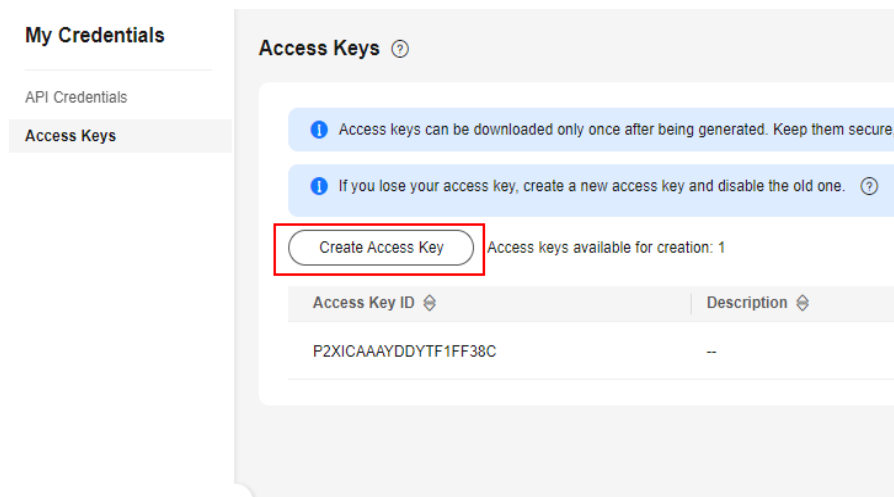 My Credentials
API Credentials
Access Keys
Access Keys ?
Access keys can be downloaded only once after being generated. Keep them secure
If you lose your access key, create a new access key and disable the old one. ?
Create Access Key
Access keys available for creation: 1
Access Key ID
Description
P2XICAAAYDDYTF1FF38C
--